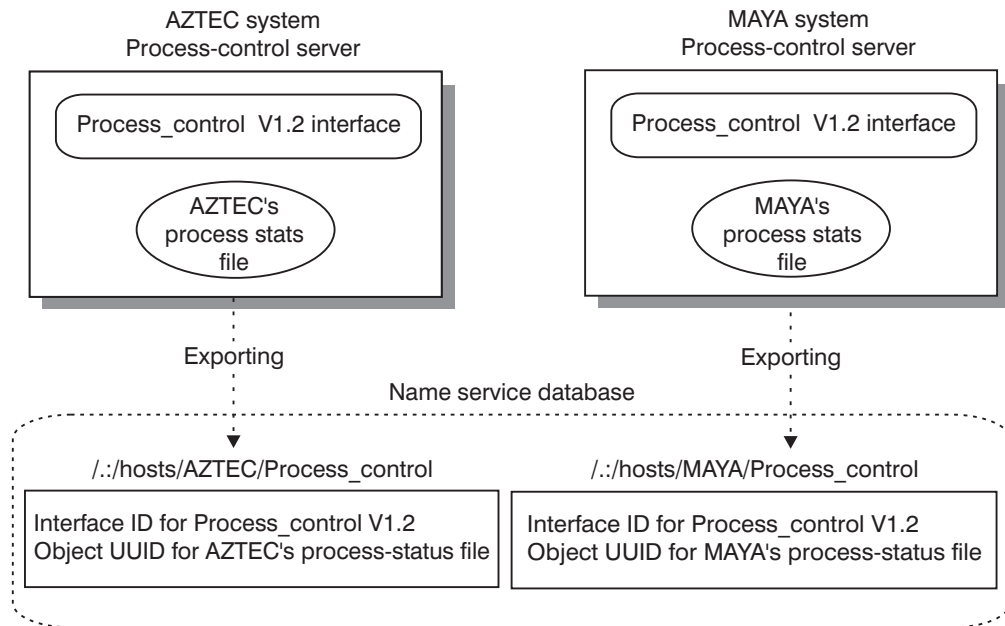 AZTEC system
Process-control server
Process_control V1.2 interface
AZTEC's
process stats
file
Exporting
MAYA system
Process-control server
Process_control V1.2 interface
MAYA's
process stats
file
Exporting
Name service database
/.:/hosts/AZTEC/Process_control
Interface ID for Process_control V1.2
Object UUID for AZTEC's process-status file
/.:/hosts/MAYA/Process_control
Interface ID for Process_control V1.2
Object UUID for MAYA's process-status file